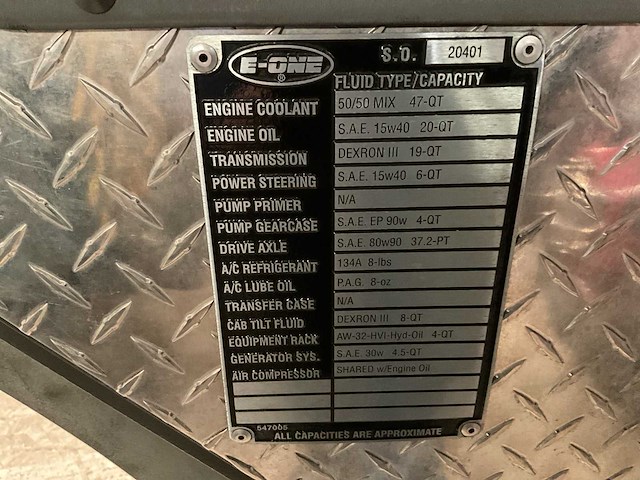 E-ONE ® S.O. 20401
FLUID TYPE/CAPACITY
ENGINE COOLANT 50/50 MIX 47-QT
ENGINE OIL S.A.E. 15w40 20-QT
TRANSMISSION DEXRON III 19-QT
POWER STEERING S.A.E. 15w40 6-QT
PUMP PRIMER N/A
PUMP GEARCASE S.A.E. EP 90w 4-QT
DRIVE AXLE S.A.E. 80w90 37.2-PT
A/C REFRIGERANT 134A 8-lbs
A/C LUBE OIL P.A.G. 8-oz
TRANSFER CASE N/A
CAB TILT FLUID DEXRON III 8-QT
EQUIPMENT RACK AW-32-HVI-Hyd-Oil 4-QT
GENERATOR SYS. S.A.E. 30w 4.5-QT
AIR COMPRESSOR SHARED w/Engine Oil
547006
ALL CAPACITIES ARE APPROXIMATE